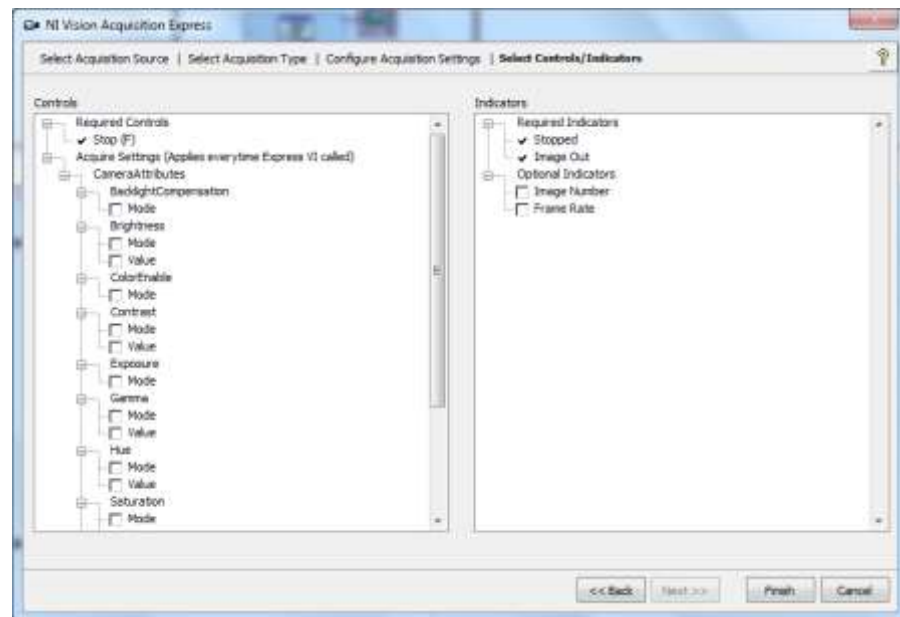 NI Vision Acquisition Express
Select Acquisition Source | Select Acquisition Type | Configure Acquisition Settings | Select Controls/Indicators
?
Controls
Required Controls
Stop (F)
Acquire Settings (Applies everytime Express VI called)
CameraAttributes
BacklightCompensation
Mode
Brightness
Mode
Value
ColorEnable
Mode
Contrast
Mode
Value
Exposure
Mode
Gamma
Mode
Value
Hue
Mode
Value
Saturation
Mode
Indicators
Required Indicators
Stopped
Image Out
Optional Indicators
Image Number
Frame Rate
<< Back Next >> Finish Cancel